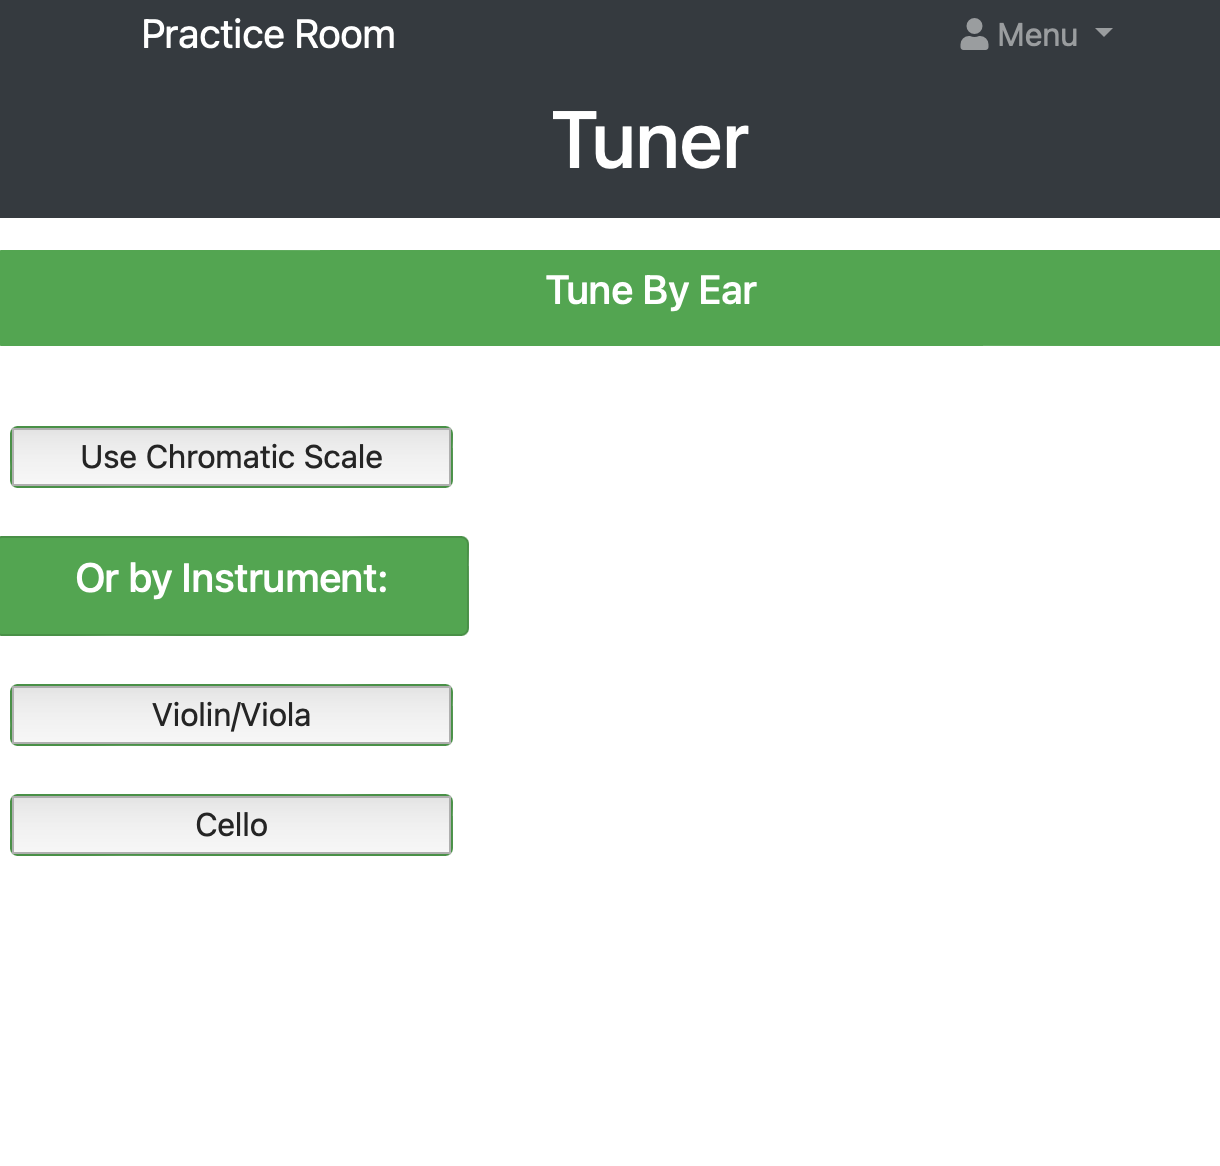 Practice Room
Menu
Tuner
Tune By Ear
Use Chromatic Scale
Or by Instrument:
Violin/Viola
Cello